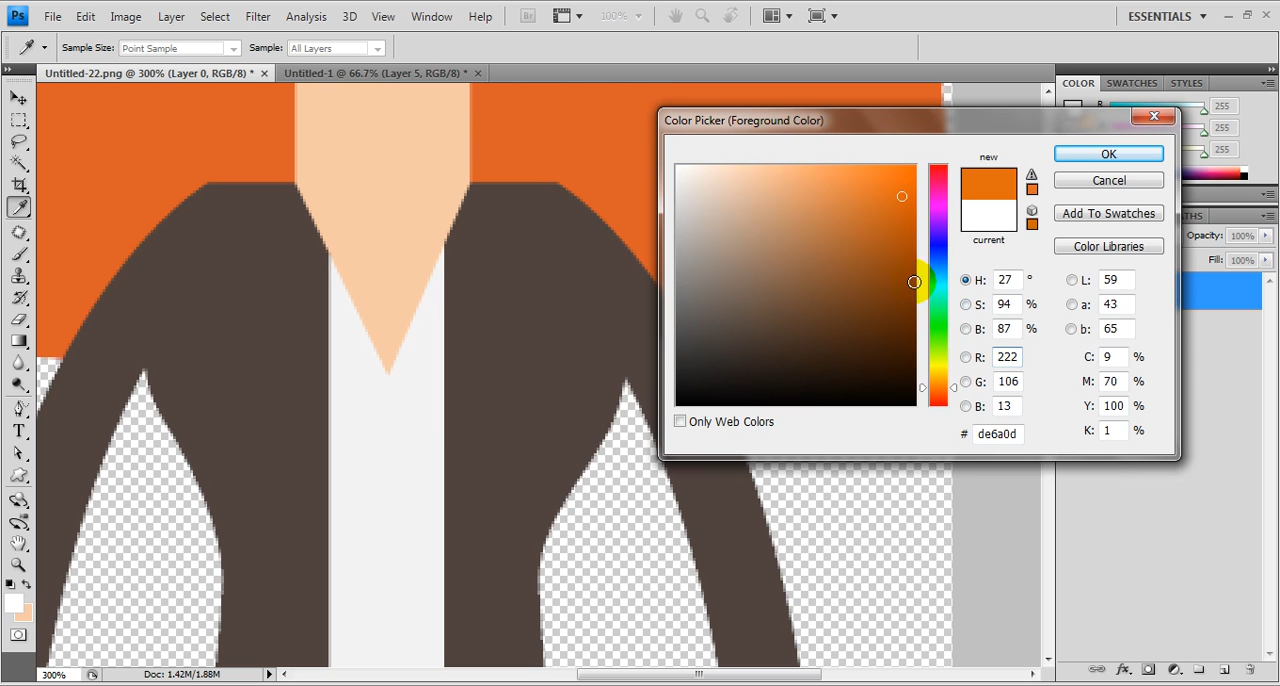 Ps File Edit Image Layer Select Filter Analysis 3D View Window Help Br 100% ESSENTIALS
Sample Size: Point Sample Sample: All Layers
Untitled-22.png @ 300% (Layer 0, RGB/8) * Untitled-1 @ 66.7% (Layer 5, RGB/8) * COLOR SWATCHES STYLES
R 255
255
255
Color Picker (Foreground Color)
new
current
OK
Cancel
Add To Swatches
Color Libraries
H: 27 ° L: 59
S: 94 % a: 43
B: 87 % b: 65
R: 222 C: 9 %
G: 106 M: 70 %
B: 13 Y: 100 %
# de6a0d K: 1 %
Only Web Colors
THS
Opacity: 100%
Fill: 100%
T
300% Doc: 1.42M/1.88M
fx